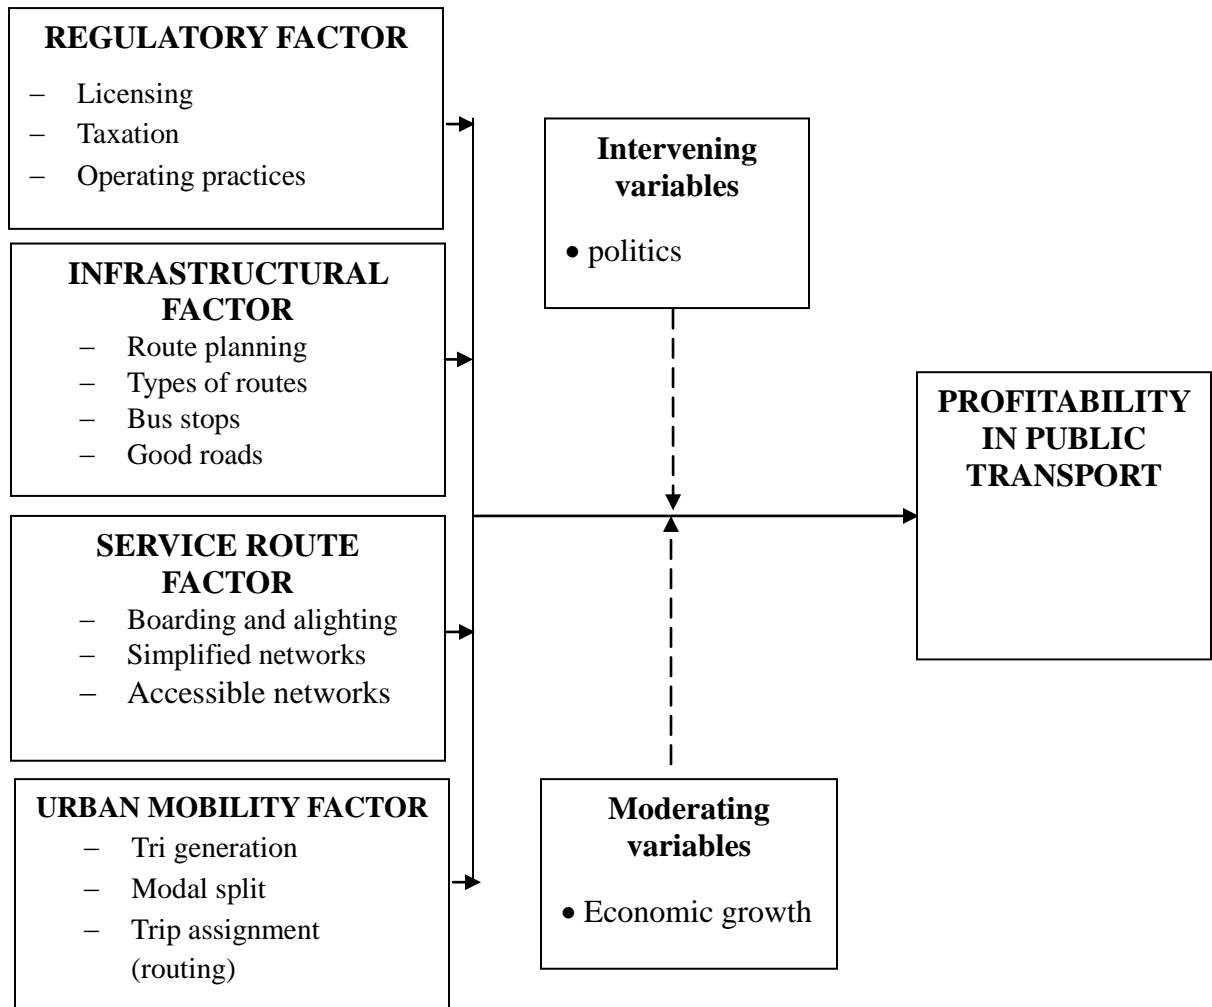 REGULATORY FACTOR
– Licensing
– Taxation
– Operating practices
INFRASTRUCTURAL
FACTOR
– Route planning
– Types of routes
– Bus stops
– Good roads
SERVICE ROUTE
FACTOR
– Boarding and alighting
– Simplified networks
– Accessible networks
URBAN MOBILITY FACTOR
– Tri generation
– Modal split
– Trip assignment
(routing)
Intervening
variables
• politics
Moderating
variables
• Economic growth
PROFITABILITY
IN PUBLIC
TRANSPORT